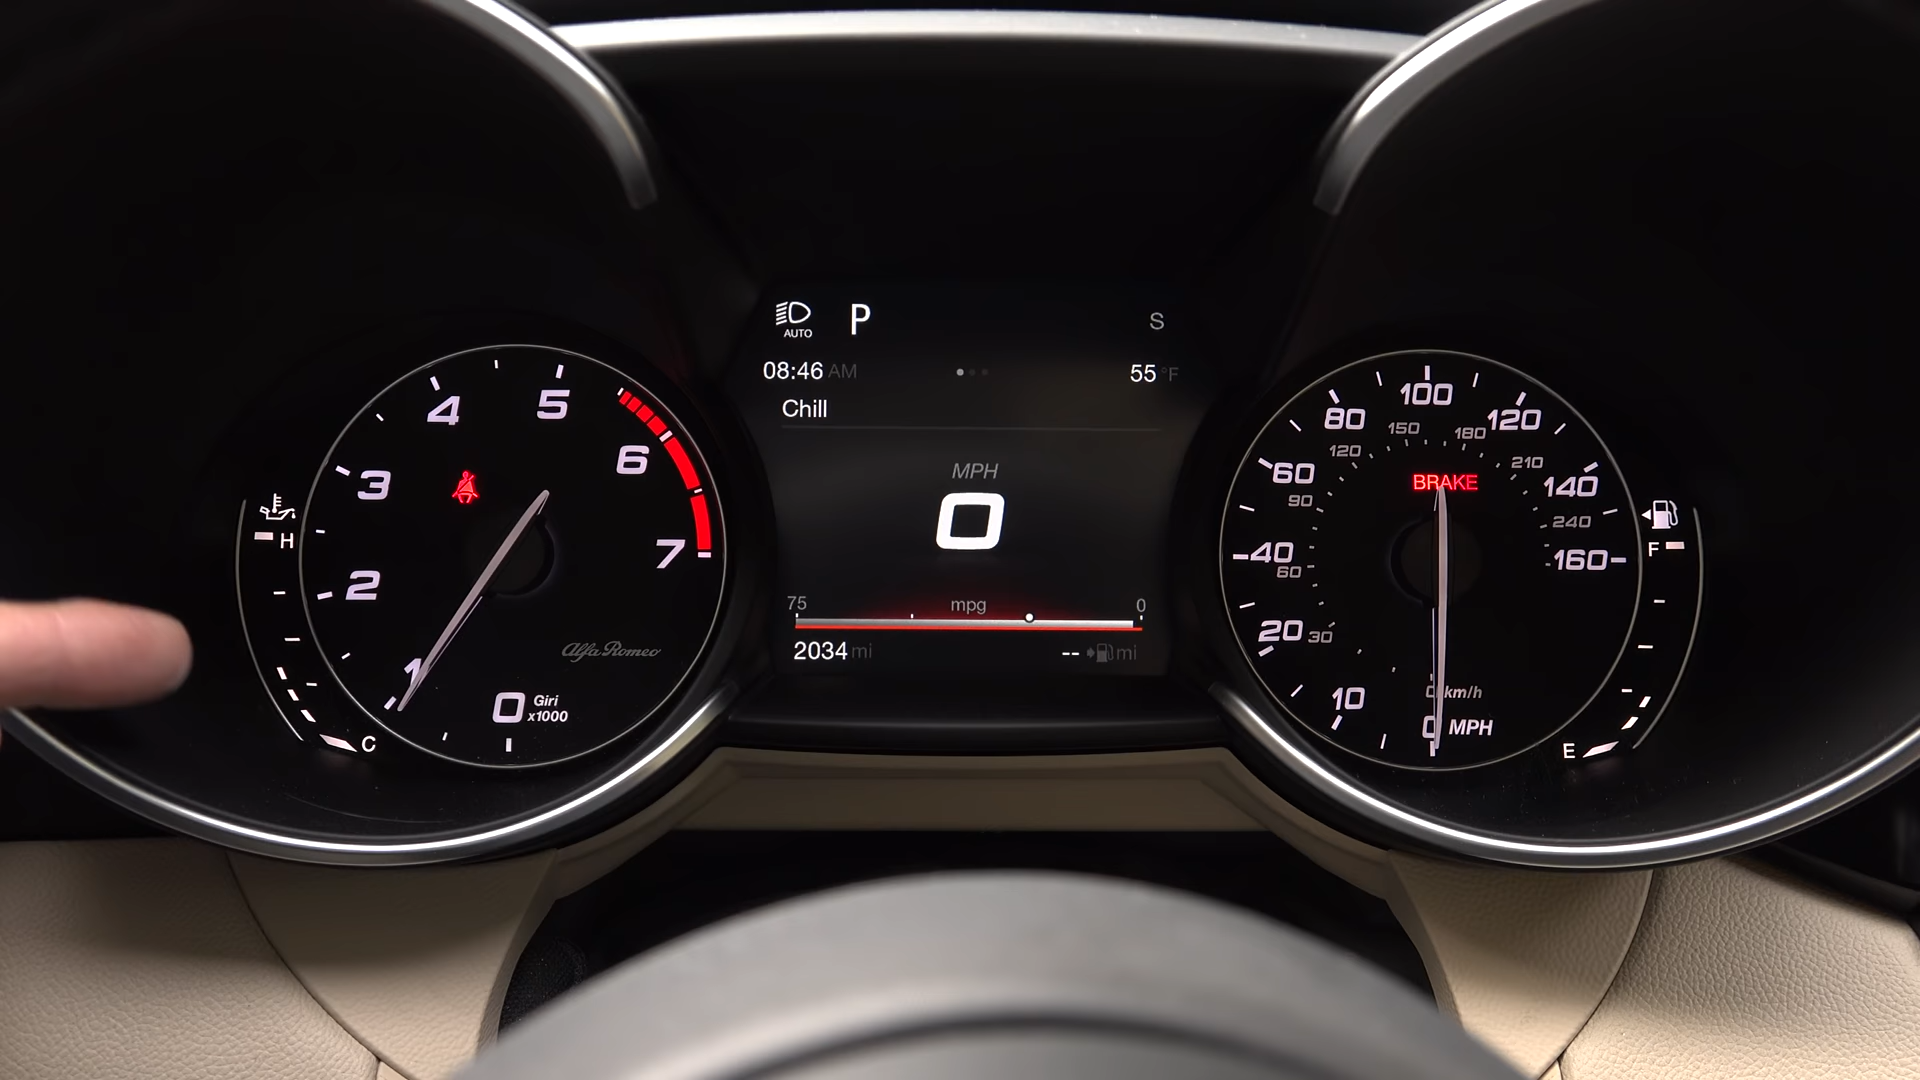 AUTO P S
08:46 AM 55 °F
Chill
MPH
0
75 mpg 0
2034 mi -- mi
H
C
1
2
3
4
5
6
7
Alfa Romeo
0 Giri
x1000
BRAKE
10
20
40
60
80
100
120
140
160
30
60
90
120
150
180
210
240
0 km/h
0 MPH
F
E